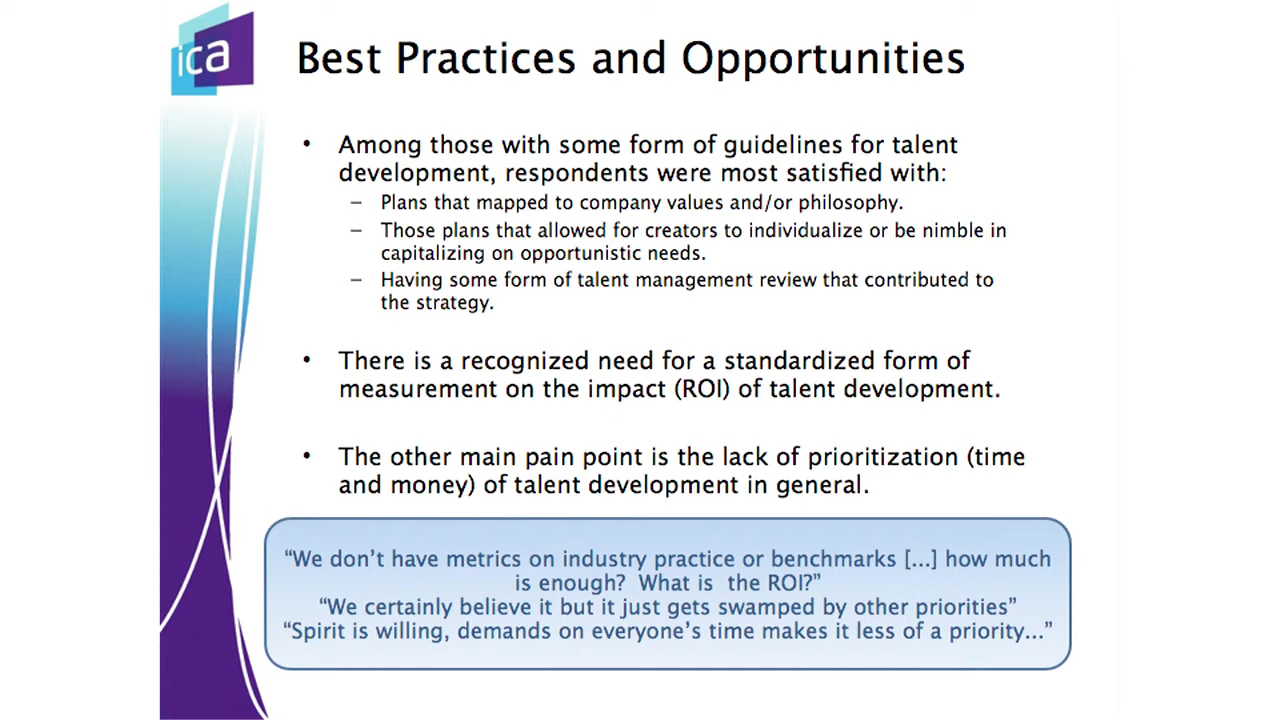 ica
Best Practices and Opportunities
• Among those with some form of guidelines for talent
development, respondents were most satisfied with:
– Plans that mapped to company values and/or philosophy.
– Those plans that allowed for creators to individualize or be nimble in
capitalizing on opportunistic needs.
– Having some form of talent management review that contributed to
the strategy.
• There is a recognized need for a standardized form of
measurement on the impact (ROI) of talent development.
• The other main pain point is the lack of prioritization (time
and money) of talent development in general.
“We don’t have metrics on industry practice or benchmarks [...] how much
is enough?  What is  the ROI?”
“We certainly believe it but it just gets swamped by other priorities”
“Spirit is willing, demands on everyone’s time makes it less of a priority...”